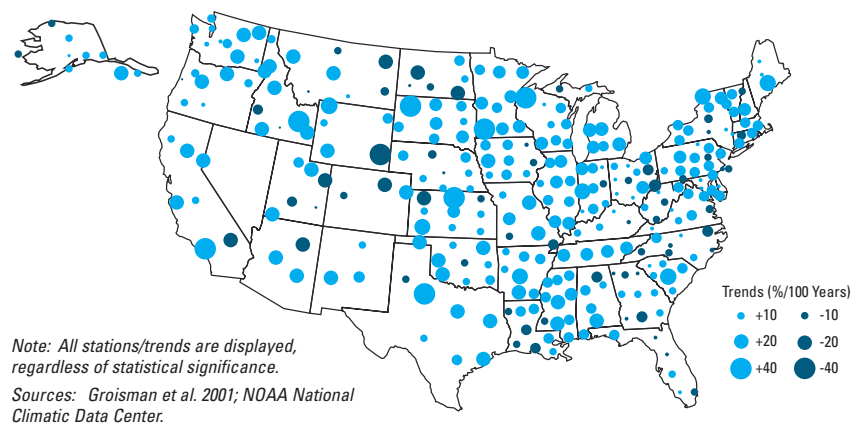 Trends (%/100 Years)
+10 -10
+20 -20
+40 -40
Note: All stations/trends are displayed,
regardless of statistical significance.
Sources: Groisman et al. 2001; NOAA National
Climatic Data Center.